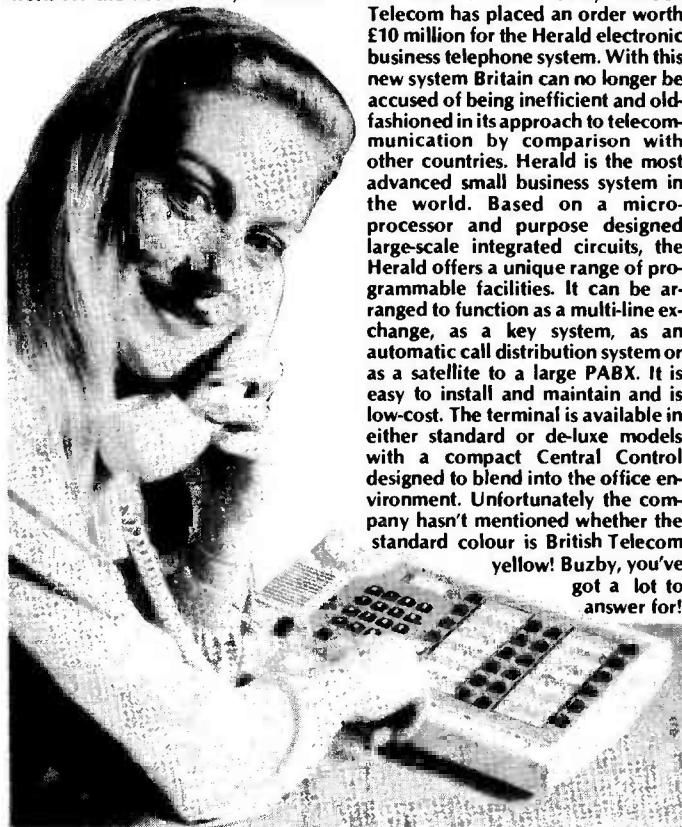 Telecom has placed an order worth
£10 million for the Herald electronic
business telephone system. With this
new system Britain can no longer be
accused of being inefficient and old-
fashioned in its approach to telecom-
munication by comparison with
other countries. Herald is the most
advanced small business system in
the world. Based on a micro-
processor and purpose designed
large-scale integrated circuits, the
Herald offers a unique range of pro-
grammable facilities. It can be ar-
ranged to function as a multi-line ex-
change, as a key system, as an
automatic call distribution system or
as a satellite to a large PABX. It is
easy to install and maintain and is
low-cost. The terminal is available in
either standard or de-luxe models
with a compact Central Control
designed to blend into the office en-
vironment. Unfortunately the com-
pany hasn't mentioned whether the
standard colour is British Telecom
yellow! Buzby, you've
got a lot to
answer for!